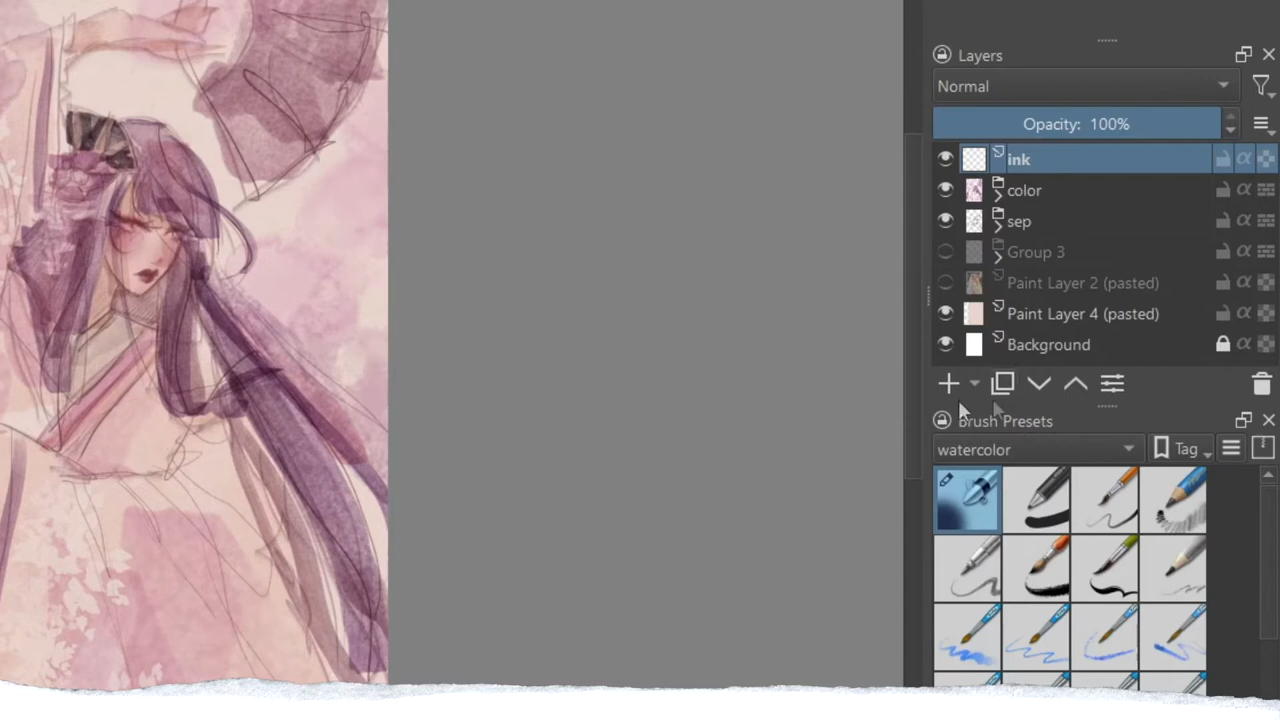 Layers
Normal
Opacity: 100%
ink
color
sep
Group 3
Paint Layer 2 (pasted)
Paint Layer 4 (pasted)
Background
Brush Presets
watercolor
Tag